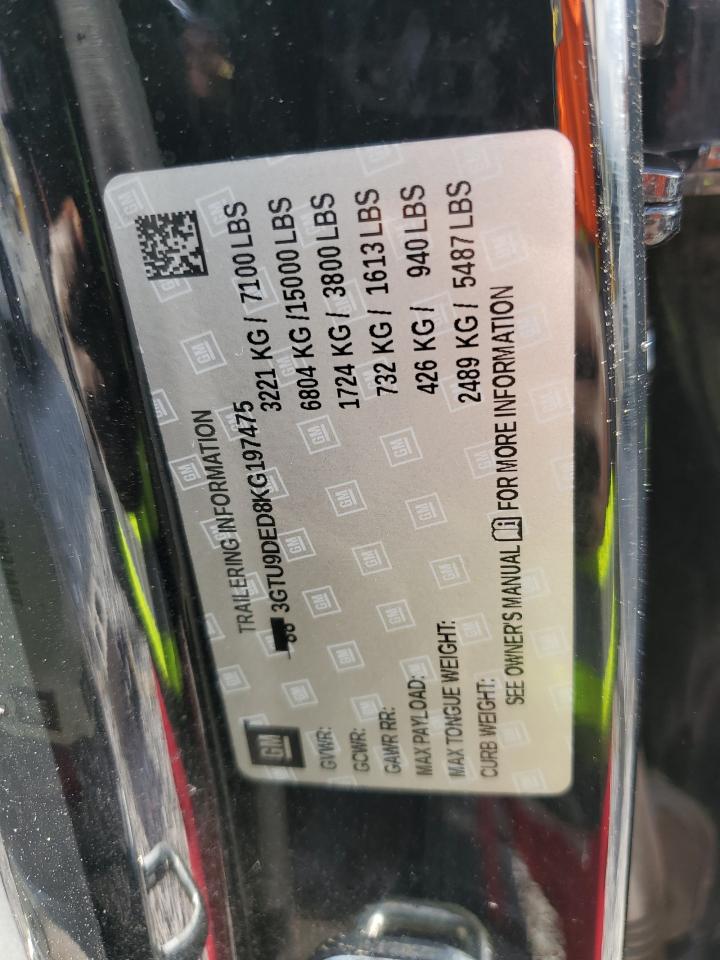 GM
TRAILERING INFORMATION
3GTU9DED8KG197475
GVWR: 3221 KG / 7100 LBS
GCWR: 6804 KG /15000 LBS
GAWR RR: 1724 KG / 3800 LBS
MAX PAYLOAD: 732 KG / 1613 LBS
MAX TONGUE WEIGHT: 426 KG / 940 LBS
CURB WEIGHT: 2489 KG / 5487 LBS
SEE OWNER'S MANUAL FOR MORE INFORMATION